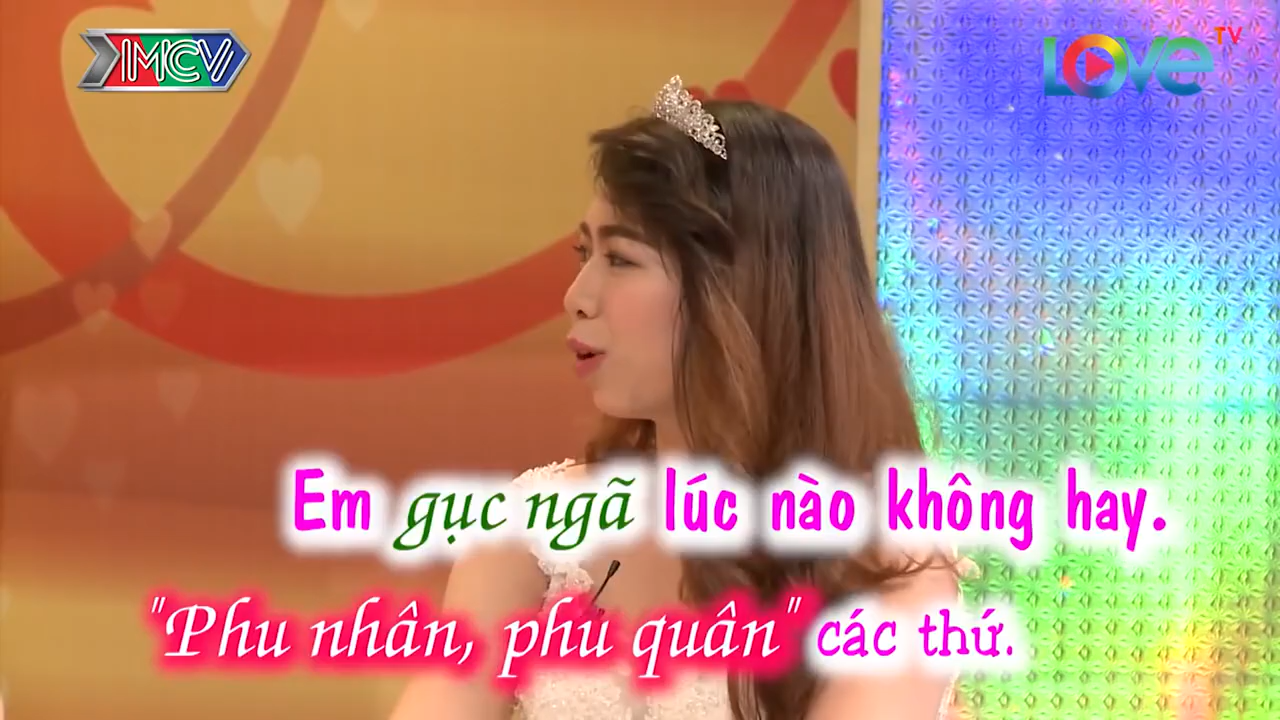 MCV
LOVE TV
Em gục ngã lúc nào không hay.
"Phu nhân, phu quân" các thứ.